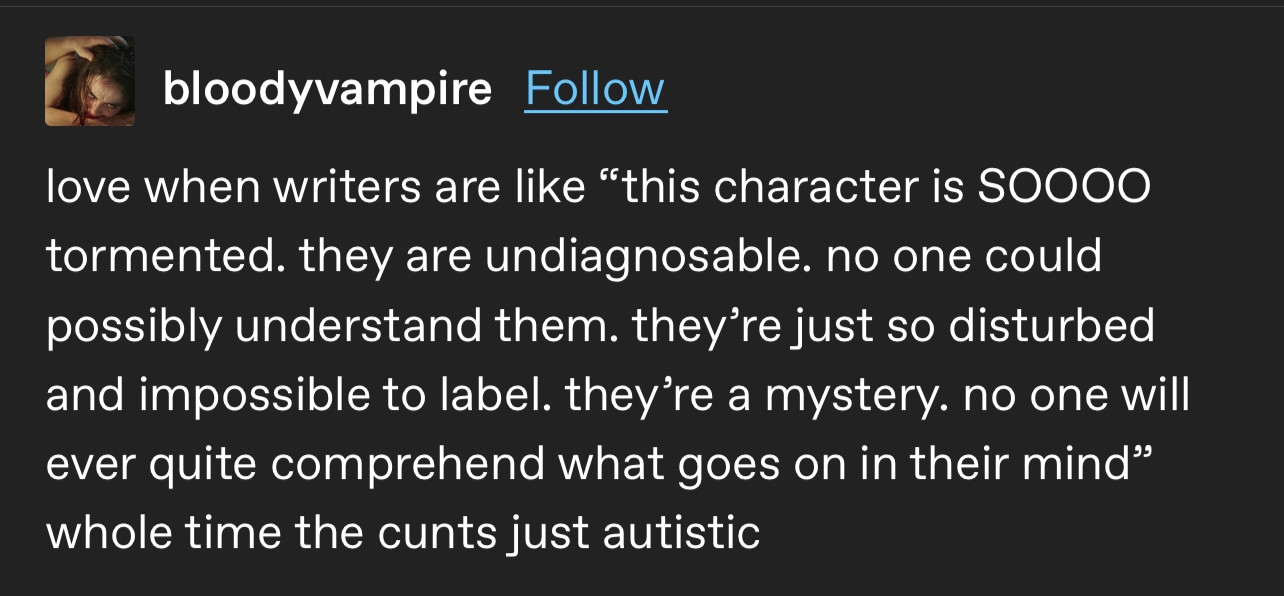 bloodyvampire Follow
love when writers are like “this character is SOOOO
tormented. they are undiagnosable. no one could
possibly understand them. they’re just so disturbed
and impossible to label. they’re a mystery. no one will
ever quite comprehend what goes on in their mind”
whole time the cunts just autistic